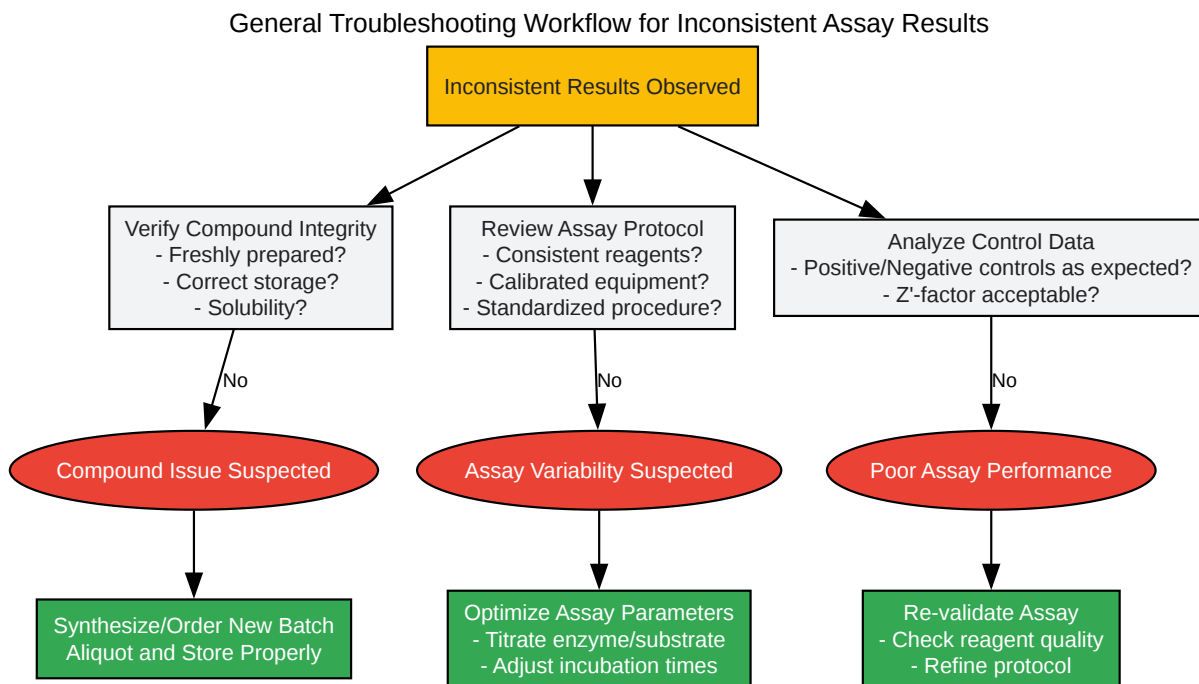 General Troubleshooting Workflow for Inconsistent Assay Results
Inconsistent Results Observed
Verify Compound Integrity
- Freshly prepared?
- Correct storage?
- Solubility?
Review Assay Protocol
- Consistent reagents?
- Calibrated equipment?
- Standardized procedure?
Analyze Control Data
- Positive/Negative controls as expected?
- Z'-factor acceptable?
No
No
No
Compound Issue Suspected
Assay Variability Suspected
Poor Assay Performance
Synthesize/Order New Batch
Aliquot and Store Properly
Optimize Assay Parameters
- Titrate enzyme/substrate
- Adjust incubation times
Re-validate Assay
- Check reagent quality
- Refine protocol